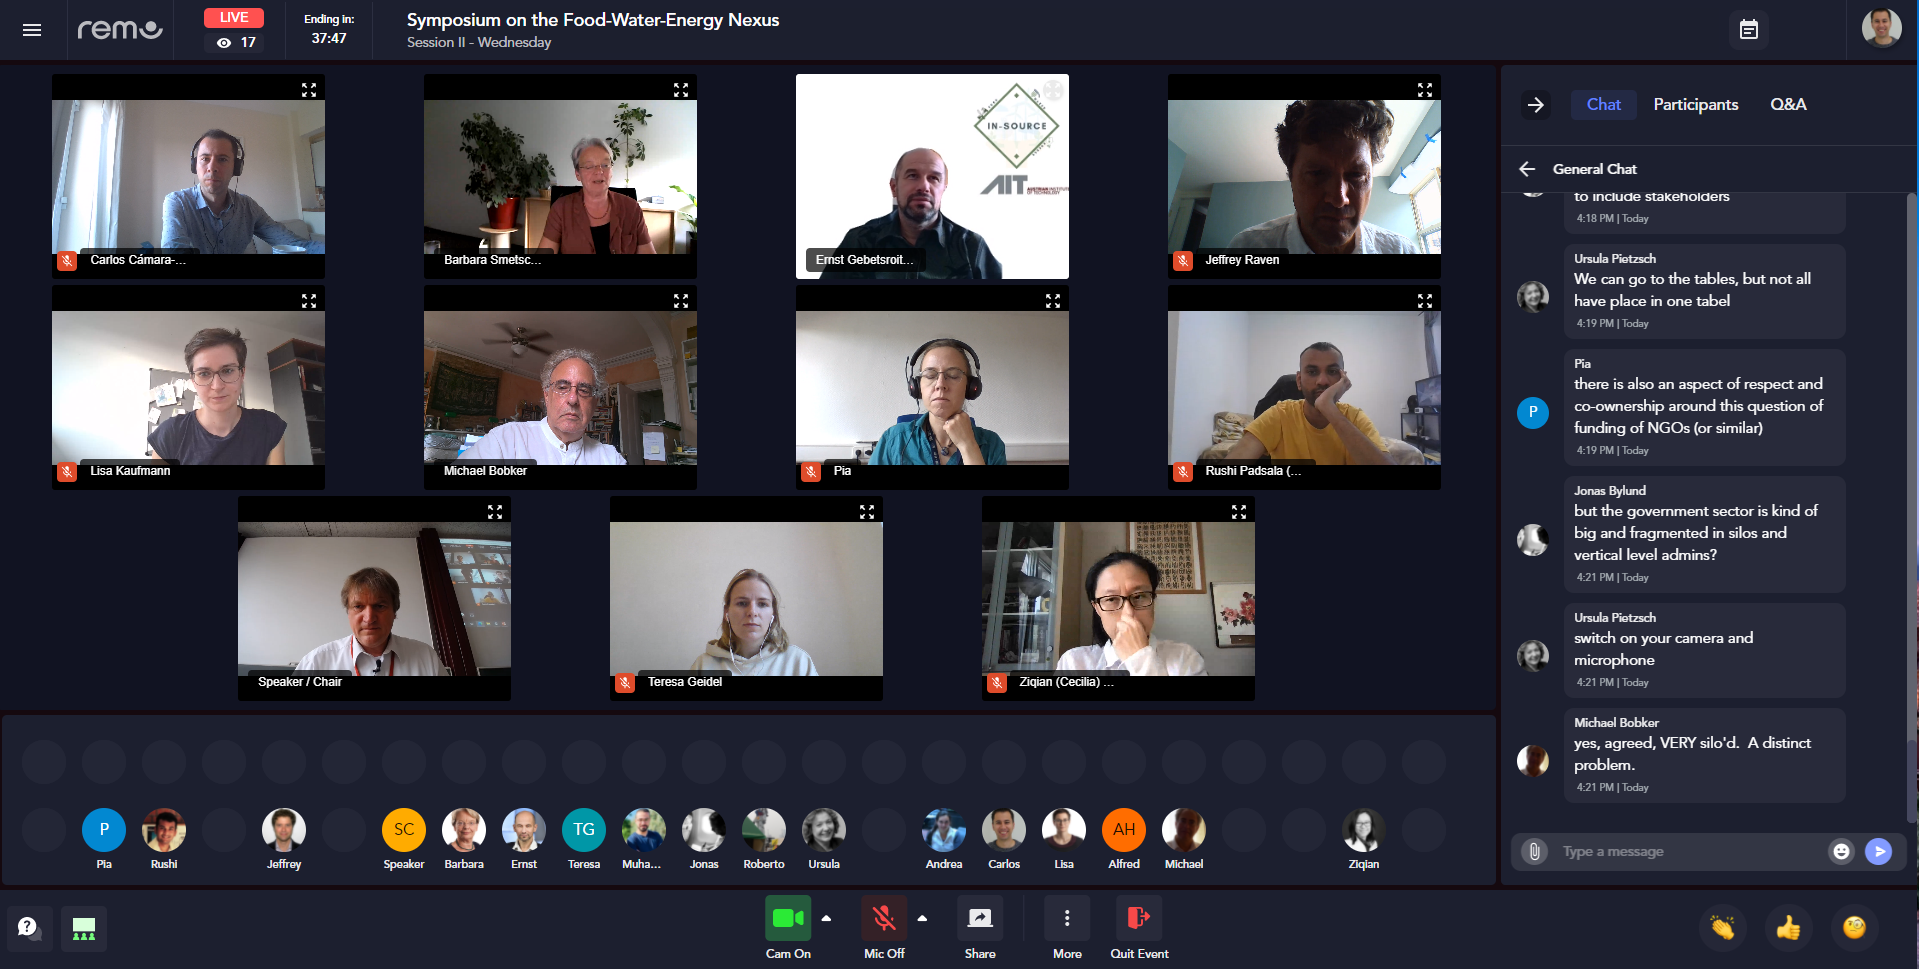 remo
LIVE
17
Ending in:
37:47
Symposium on the Food-Water-Energy Nexus
Session II - Wednesday
Carlos Cámara-...
Barbara Smetsc...
IN-SOURCE
AIT AUSTRIAN INSTITUTE
OF TECHNOLOGY
Ernst Gebetsroit...
Jeffrey Raven
Lisa Kaufmann
Michael Bobker
Pia
Rushi Padsala (...
Speaker / Chair
Teresa Geidel
Ziqian (Cecilia) ...
P
SC
TG
AH
Pia
Rushi
Jeffrey
Speaker
Barbara
Ernst
Teresa
Muha...
Jonas
Roberto
Ursula
Andrea
Carlos
Lisa
Alfred
Michael
Ziqian
Chat
Participants
Q&A
General Chat
to include stakeholders
4:18 PM | Today
Ursula Pietzsch
We can go to the tables, but not all
have place in one tabel
4:19 PM | Today
P
Pia
there is also an aspect of respect and
co-ownership around this question of
funding of NGOs (or similar)
4:19 PM | Today
Jonas Bylund
but the government sector is kind of
big and fragmented in silos and
vertical level admins?
4:21 PM | Today
Ursula Pietzsch
switch on your camera and
microphone
4:21 PM | Today
Michael Bobker
yes, agreed, VERY silo'd.  A distinct
problem.
4:21 PM | Today
Type a message
Cam On
Mic Off
Share
More
Quit Event